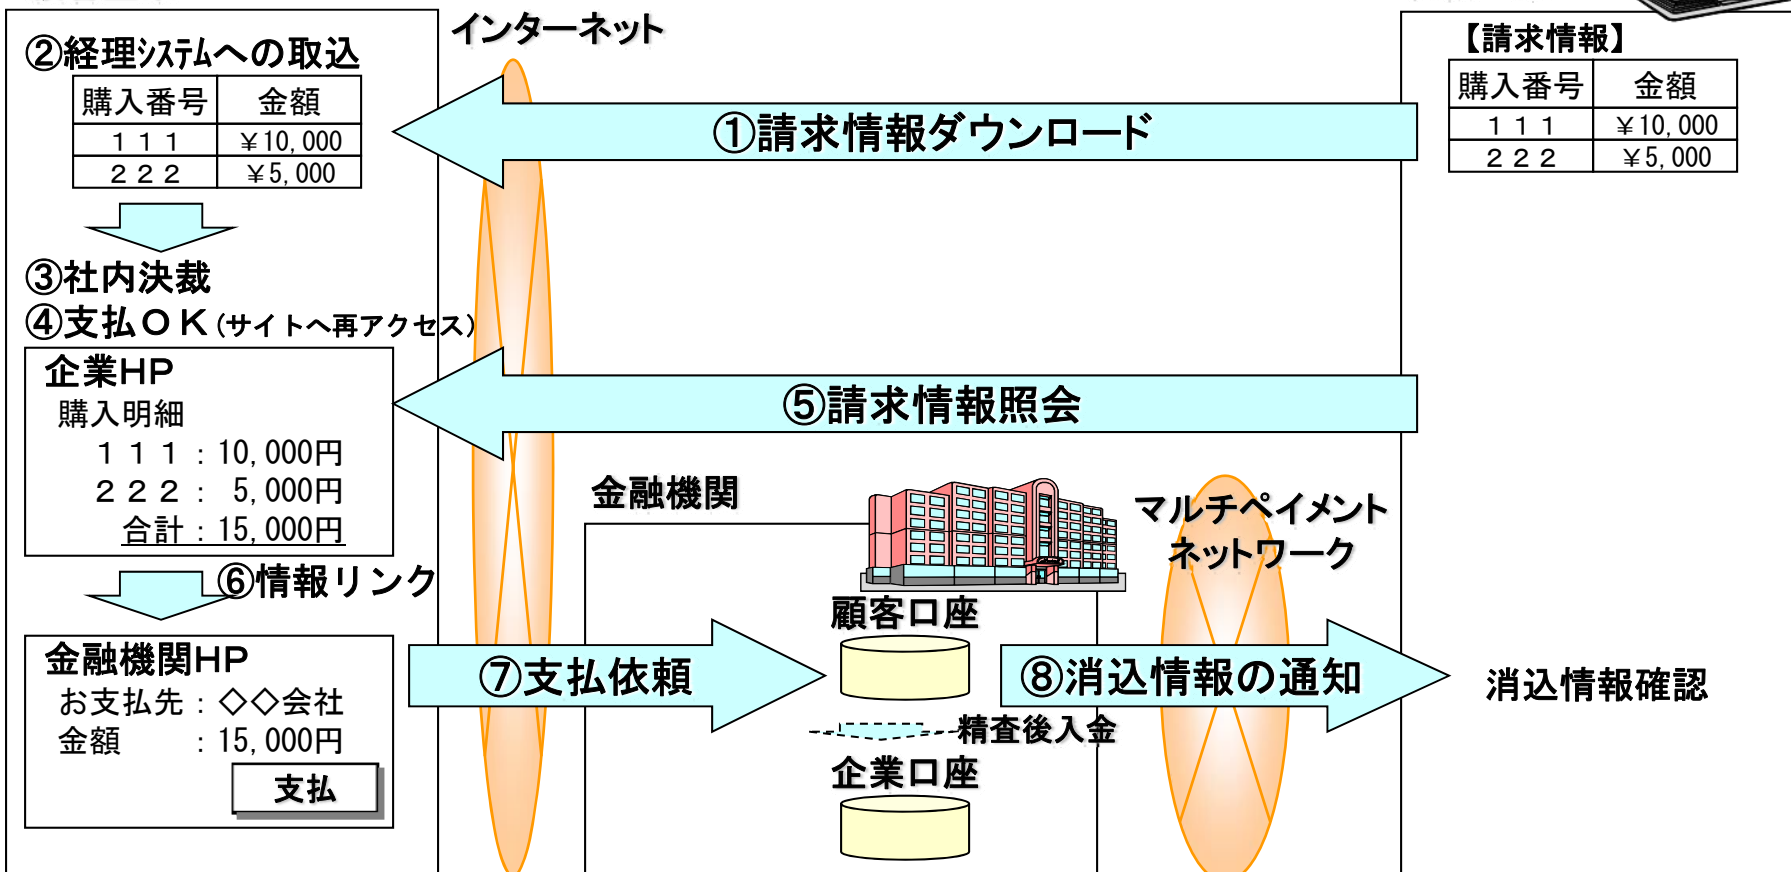 インターネット
②経理ｼｽﾃﾑへの取込
購入番号 金額
１１１ ￥10,000
２２２ ￥5,000
①請求情報ダウンロード
【請求情報】
購入番号 金額
１１１ ￥10,000
２２２ ￥5,000
③社内決裁
④支払ＯＫ(サイトへ再アクセス)
企業HP
購入明細
１１１：10,000円
２２２： 5,000円
合計：15,000円
⑤請求情報照会
⑥情報リンク
金融機関
マルチペイメント
ネットワーク
金融機関HP
お支払先：◇◇会社
金額 ：15,000円
支払
⑦支払依頼
顧客口座
精査後入金
企業口座
⑧消込情報の通知
消込情報確認